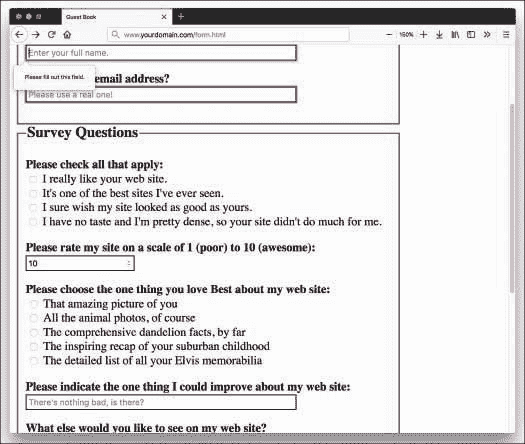 Guest Book
www.yourdomain.com/form.html
150%
Enter your full name.
Please fill out this field.
email address?
Please use a real one!
Survey Questions
Please check all that apply:
I really like your web site.
It's one of the best sites I've ever seen.
I sure wish my site looked as good as yours.
I have no taste and I'm pretty dense, so your site didn't do much for me.
Please rate my site on a scale of 1 (poor) to 10 (awesome):
10
Please choose the one thing you love Best about my web site:
That amazing picture of you
All the animal photos, of course
The comprehensive dandelion facts, by far
The inspiring recap of your suburban childhood
The detailed list of all your Elvis memorabilia
Please indicate the one thing I could improve about my web site:
There's nothing bad, is there?
What else would you like to see on my web site?